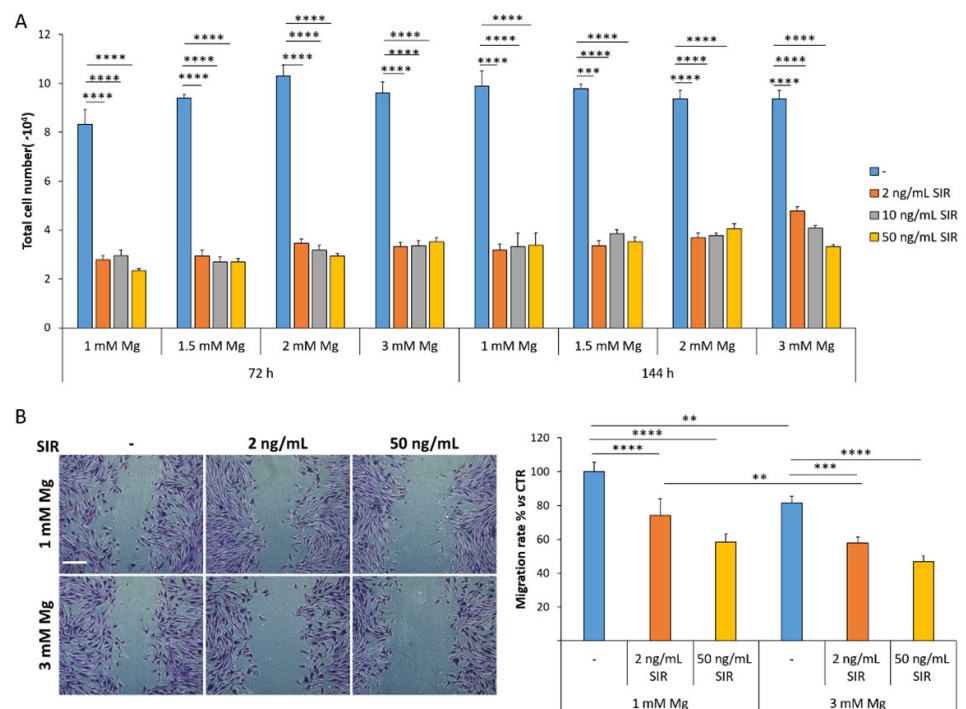 A
**** **** **** **** **** **** **** ****
**** **** **** **** **** **** **** ****
**** **** **** **** **** *** **** ****
Total cell number( ×10⁴)
12
10
8
6
4
2
0
1 mM Mg 1.5 mM Mg 2 mM Mg 3 mM Mg 1 mM Mg 1.5 mM Mg 2 mM Mg 3 mM Mg
72 h 144 h
-
2 ng/mL SIR
10 ng/mL SIR
50 ng/mL SIR
B
SIR - 2 ng/mL 50 ng/mL
1 mM Mg
3 mM Mg
Migration rate % vs CTR
120
100
80
60
40
20
**
**** ****
**** ***
**
- 2 ng/mL SIR 50 ng/mL SIR - 2 ng/mL SIR 50 ng/mL SIR
1 mM Mg 3 mM Mg